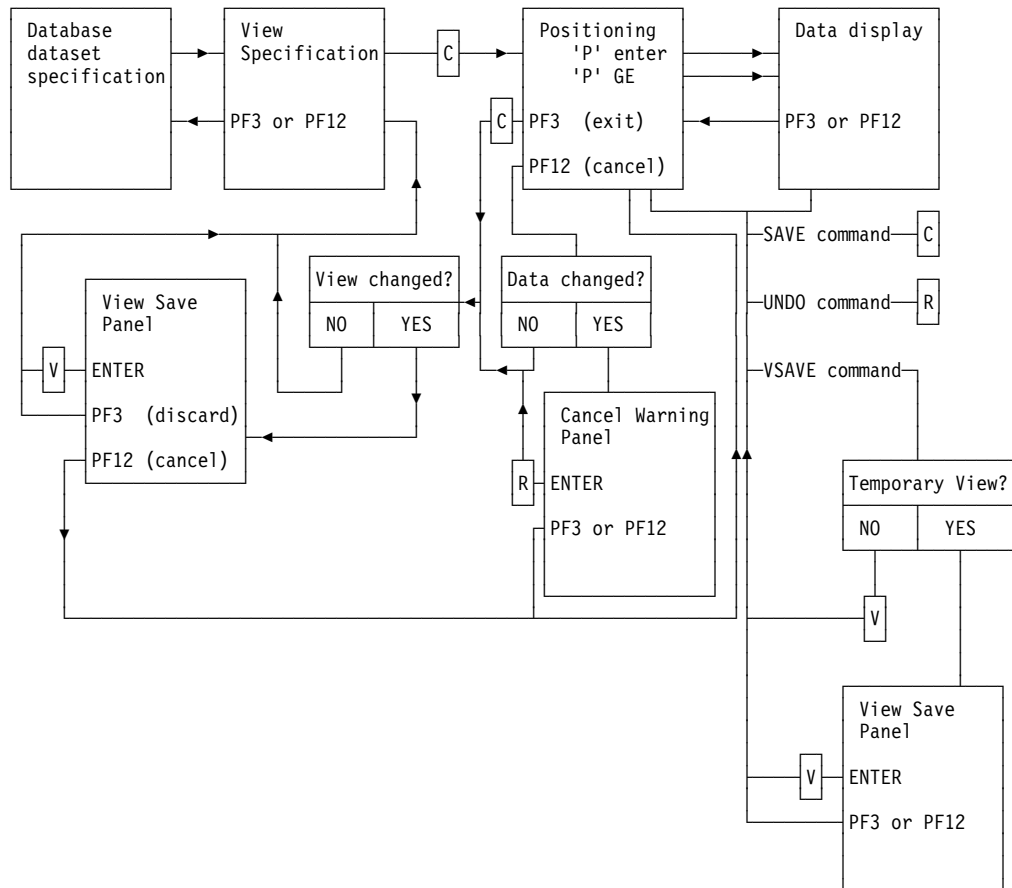 Database
dataset
specification
View
Specification
PF3 or PF12
C
Positioning
'P' enter
'P' GE
C
PF3 (exit)
PF12 (cancel)
Data display
PF3 or PF12
SAVE command
C
UNDO command
R
VSAVE command
View changed?
NO YES
Data changed?
NO YES
View Save
Panel
V
ENTER
PF3 (discard)
PF12 (cancel)
Cancel Warning
Panel
R
ENTER
PF3 or PF12
Temporary View?
NO YES
V
View Save
Panel
V
ENTER
PF3 or PF12